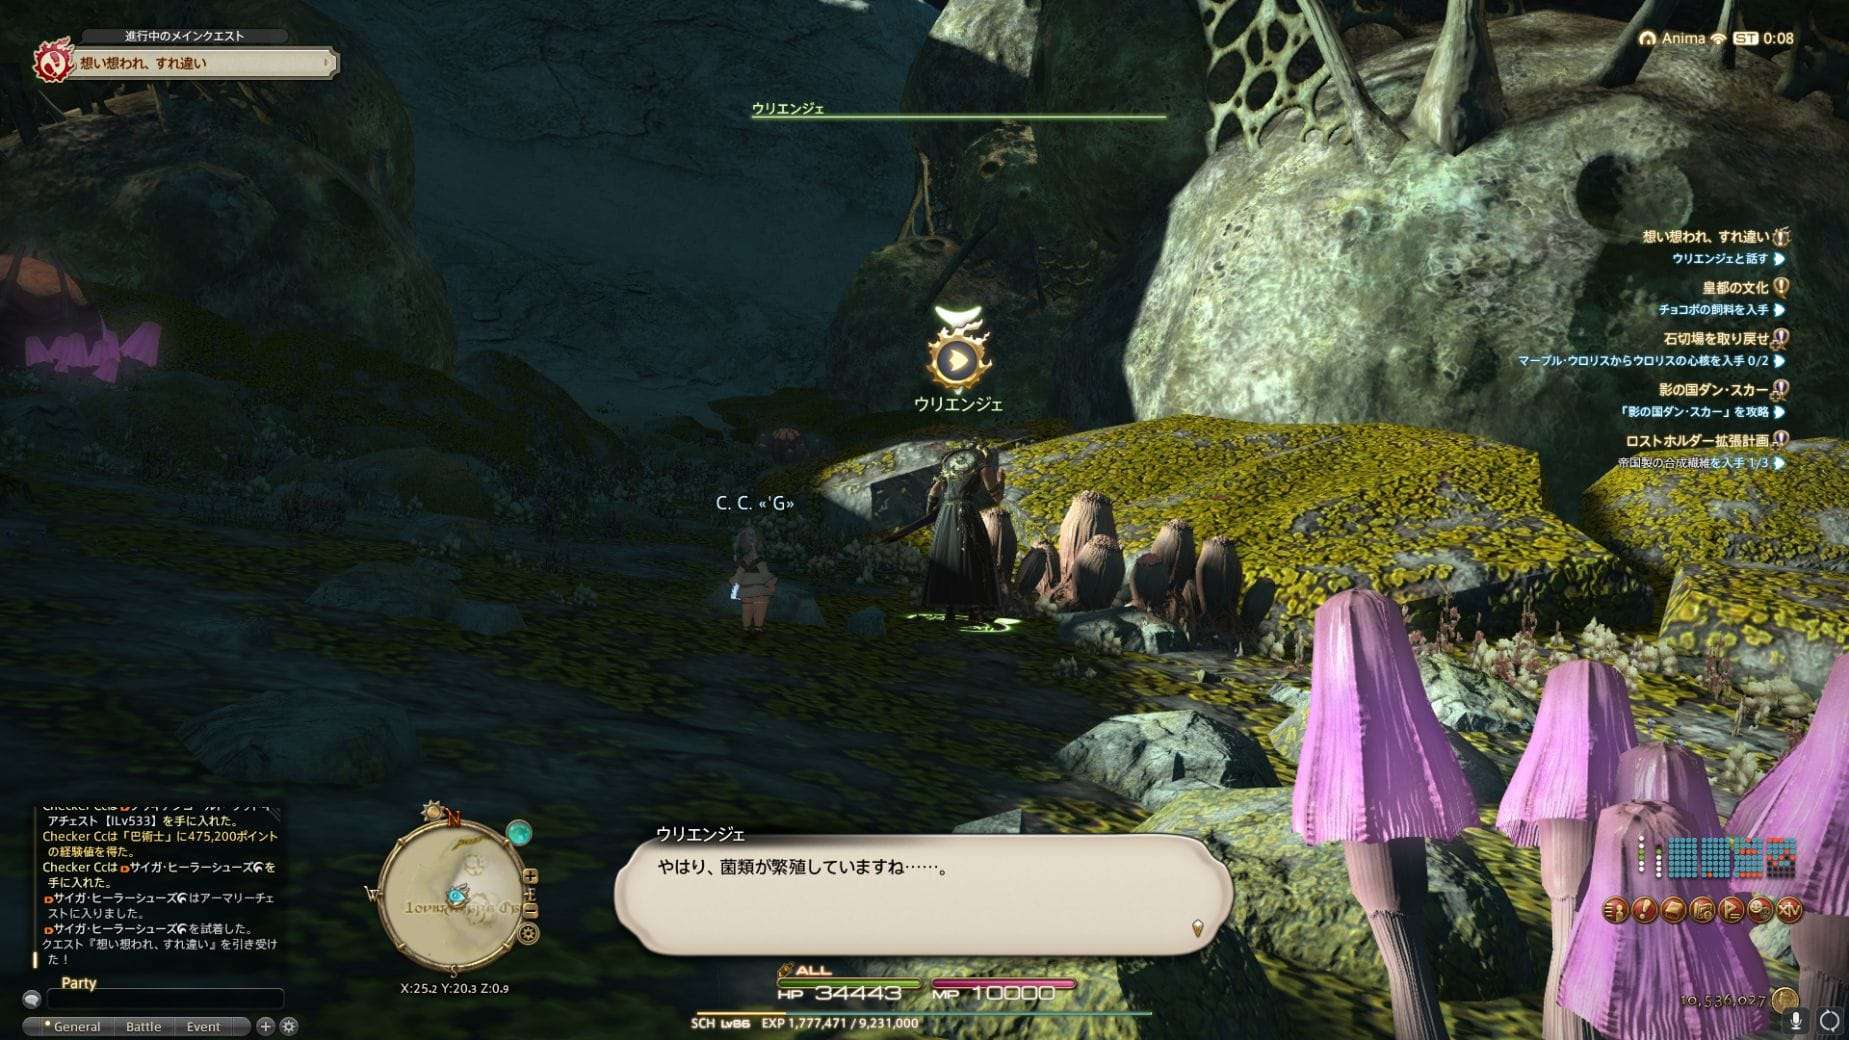 進行中のメインクエスト
想い想われ、すれ違い
Anima ST 0:08
ウリエンジェ
想い想われ、すれ違い
ウリエンジェと話す
皇都の文化
チョコボの飼料を入手
石切場を取り戻せ
マーブル・ウロリスからウロリスの心核を入手 0/2
影の国ダン・スカー
「影の国ダン・スカー」を攻略
ロストホルダー拡張計画
帝国製の合成繊維を入手 1/3
ウリエンジェ
C. C. «'G»
アチェスト【ILv533】を手に入れた。
Checker Ccは「巴術士」に475,200ポイント
の経験値を得た。
Checker Ccはサイガ・ヒーラーシューズを
手に入れた。
サイガ・ヒーラーシューズはアーマリーチェ
ストに入りました。
サイガ・ヒーラーシューズを試着した。
クエスト『想い想われ、すれ違い』を引き受け
た！
Party
General Battle Event
N
W
E
S
X:25.2 Y:20.3 Z:0.9
ウリエンジェ
やはり、菌類が繁殖していますね……。
ALL
HP 34443 MP 10000
SCH Lv86 EXP 1,777,471 / 9,231,000
XIV
10,536,027